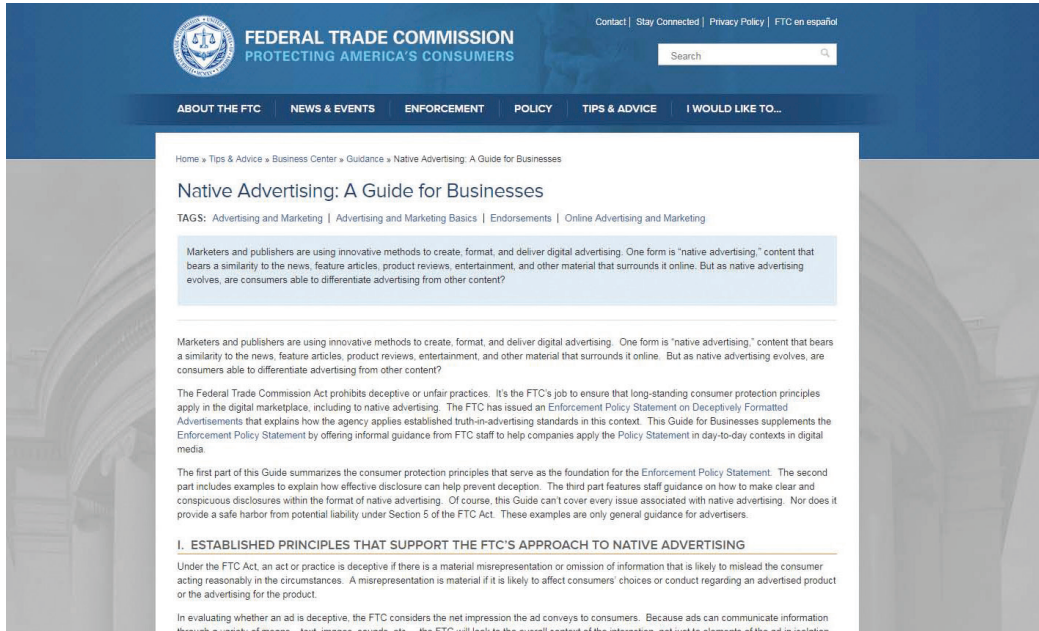 Contact | Stay Connected | Privacy Policy | FTC en español
FEDERAL TRADE COMMISSION
PROTECTING AMERICA'S CONSUMERS
Search
ABOUT THE FTC NEWS & EVENTS ENFORCEMENT POLICY TIPS & ADVICE I WOULD LIKE TO...
Home » Tips & Advice » Business Center » Guidance » Native Advertising: A Guide for Businesses
Native Advertising: A Guide for Businesses
TAGS: Advertising and Marketing | Advertising and Marketing Basics | Endorsements | Online Advertising and Marketing
Marketers and publishers are using innovative methods to create, format, and deliver digital advertising. One form is “native advertising,” content that
bears a similarity to the news, feature articles, product reviews, entertainment, and other material that surrounds it online. But as native advertising
evolves, are consumers able to differentiate advertising from other content?
Marketers and publishers are using innovative methods to create, format, and deliver digital advertising. One form is “native advertising,” content that bears
a similarity to the news, feature articles, product reviews, entertainment, and other material that surrounds it online. But as native advertising evolves, are
consumers able to differentiate advertising from other content?
The Federal Trade Commission Act prohibits deceptive or unfair practices. It's the FTC's job to ensure that long-standing consumer protection principles
apply in the digital marketplace, including to native advertising. The FTC has issued an Enforcement Policy Statement on Deceptively Formatted
Advertisements that explains how the agency applies established truth-in-advertising standards in this context. This Guide for Businesses supplements the
Enforcement Policy Statement by offering informal guidance from FTC staff to help companies apply the Policy Statement in day-to-day contexts in digital
media.
The first part of this Guide summarizes the consumer protection principles that serve as the foundation for the Enforcement Policy Statement. The second
part includes examples to explain how effective disclosure can help prevent deception. The third part features staff guidance on how to make clear and
conspicuous disclosures within the format of native advertising. Of course, this Guide can't cover every issue associated with native advertising. Nor does it
provide a safe harbor from potential liability under Section 5 of the FTC Act. These examples are only general guidance for advertisers.
I. ESTABLISHED PRINCIPLES THAT SUPPORT THE FTC'S APPROACH TO NATIVE ADVERTISING
Under the FTC Act, an act or practice is deceptive if there is a material misrepresentation or omission of information that is likely to mislead the consumer
acting reasonably in the circumstances. A misrepresentation is material if it is likely to affect consumers' choices or conduct regarding an advertised product
or the advertising for the product.
In evaluating whether an ad is deceptive, the FTC considers the net impression the ad conveys to consumers. Because ads can communicate information